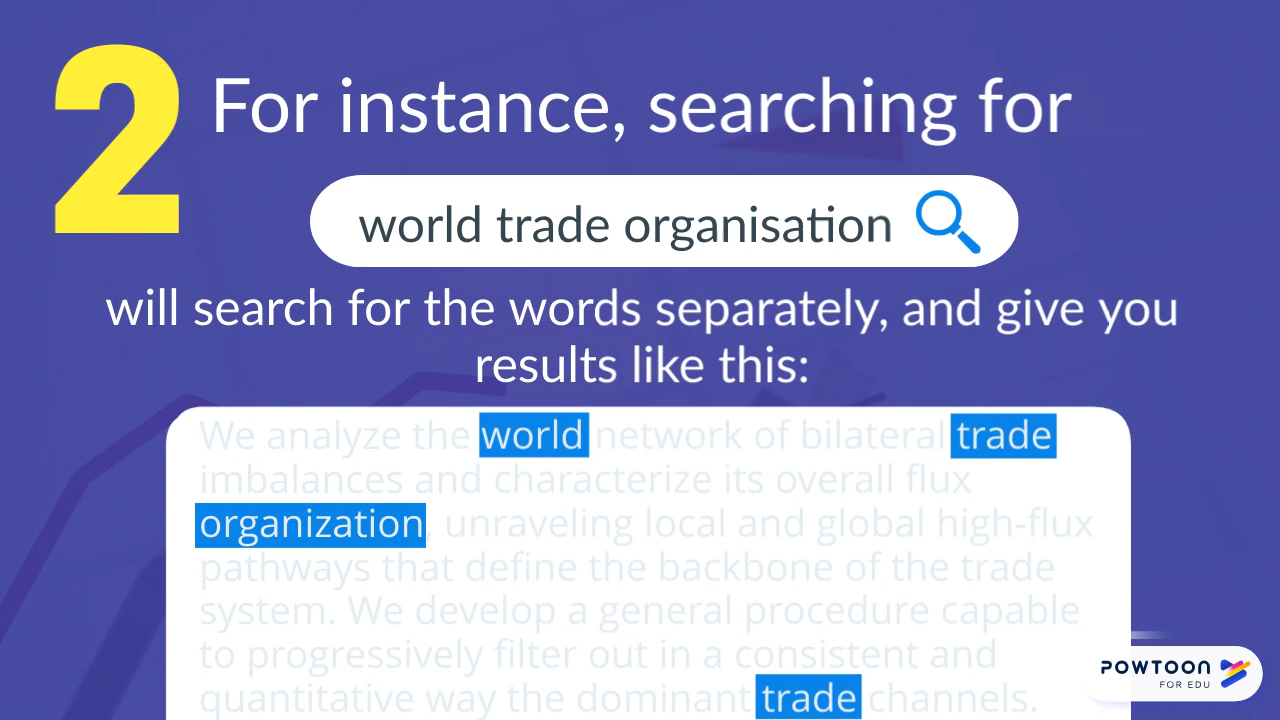 2
For instance, searching for
world trade organisation
will search for the words separately, and give you
results like this:
We analyze the world network of bilateral trade
imbalances and characterize its overall flux
organization, unraveling local and global high-flux
pathways that define the backbone of the trade
system. We develop a general procedure capable
to progressively filter out in a consistent and
quantitative way the dominant trade channels.
POWTOON
FOR EDU